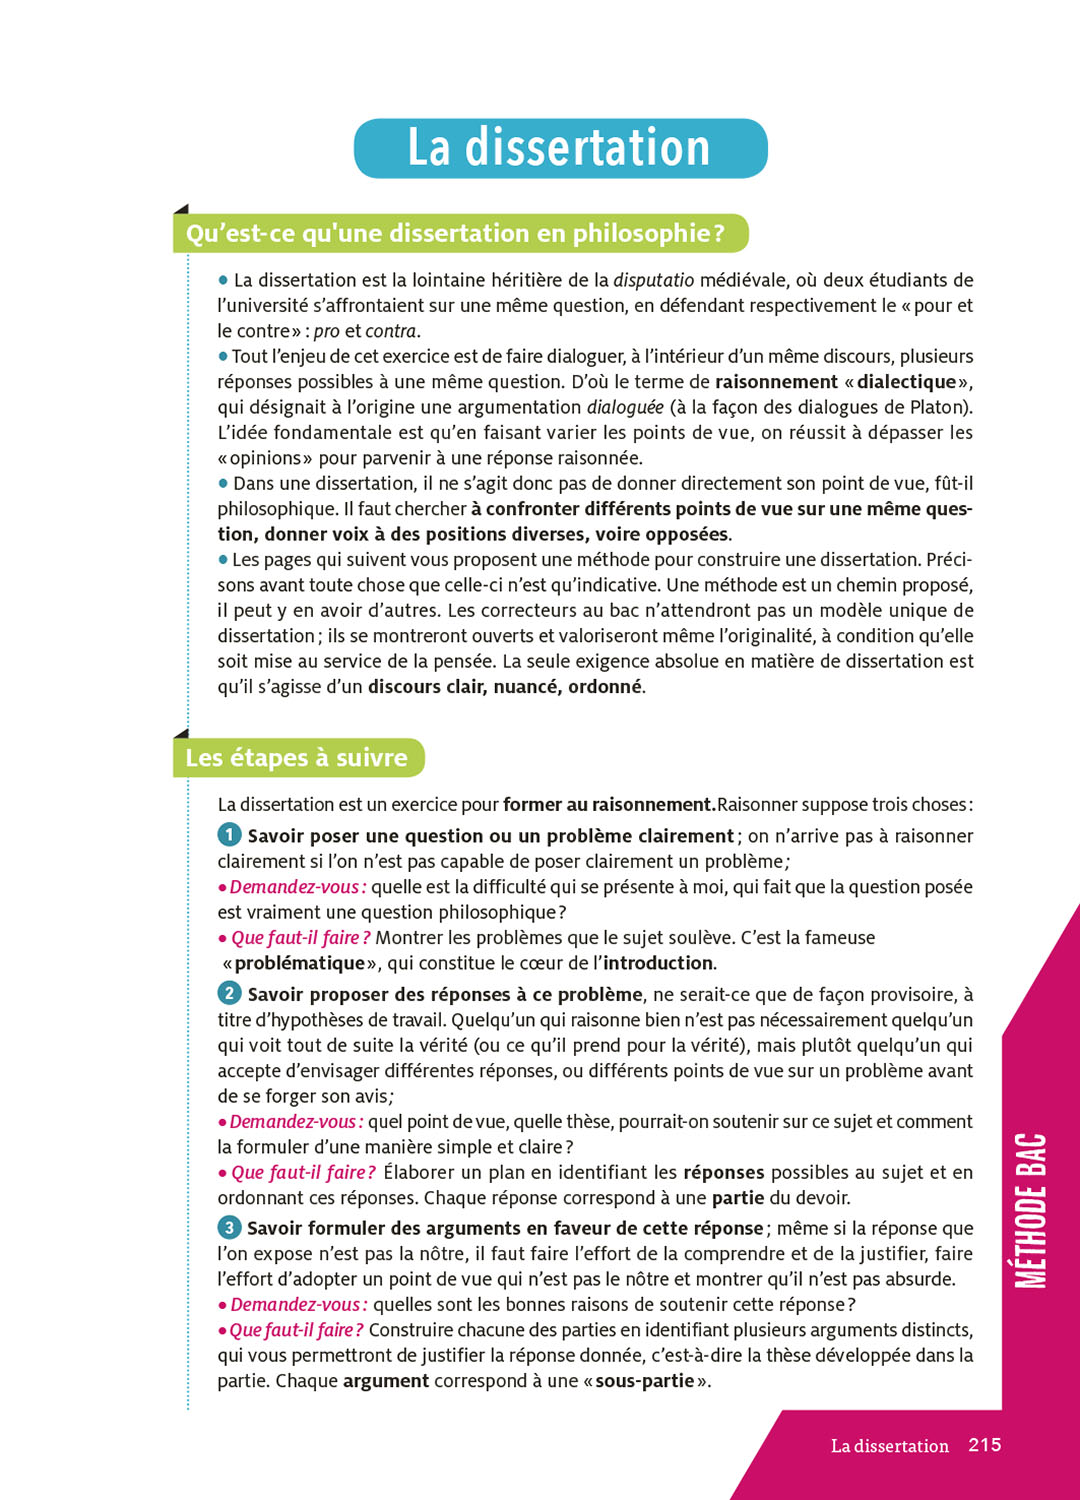 La dissertation
Qu’est-ce qu'une dissertation en philosophie ?
• La dissertation est la lointaine héritière de la disputatio médiévale, où deux étudiants de
l’université s’affrontaient sur une même question, en défendant respectivement le « pour et
le contre » : pro et contra.
• Tout l’enjeu de cet exercice est de faire dialoguer, à l’intérieur d’un même discours, plusieurs
réponses possibles à une même question. D’où le terme de raisonnement « dialectique »,
qui désignait à l’origine une argumentation dialoguée (à la façon des dialogues de Platon).
L’idée fondamentale est qu’en faisant varier les points de vue, on réussit à dépasser les
« opinions » pour parvenir à une réponse raisonnée.
• Dans une dissertation, il ne s’agit donc pas de donner directement son point de vue, fût-il
philosophique. Il faut chercher à confronter différents points de vue sur une même ques-
tion, donner voix à des positions diverses, voire opposées.
• Les pages qui suivent vous proposent une méthode pour construire une dissertation. Préci-
sons avant toute chose que celle-ci n’est qu’indicative. Une méthode est un chemin proposé,
il peut y en avoir d’autres. Les correcteurs au bac n’attendront pas un modèle unique de
dissertation ; ils se montreront ouverts et valoriseront même l’originalité, à condition qu’elle
soit mise au service de la pensée. La seule exigence absolue en matière de dissertation est
qu’il s’agisse d’un discours clair, nuancé, ordonné.
Les étapes à suivre
La dissertation est un exercice pour former au raisonnement.Raisonner suppose trois choses :
1 Savoir poser une question ou un problème clairement ; on n’arrive pas à raisonner
clairement si l’on n’est pas capable de poser clairement un problème ;
• Demandez-vous : quelle est la difficulté qui se présente à moi, qui fait que la question posée
est vraiment une question philosophique ?
• Que faut-il faire ? Montrer les problèmes que le sujet soulève. C’est la fameuse
« problématique », qui constitue le cœur de l’introduction.
2 Savoir proposer des réponses à ce problème, ne serait-ce que de façon provisoire, à
titre d’hypothèses de travail. Quelqu’un qui raisonne bien n’est pas nécessairement quelqu’un
qui voit tout de suite la vérité (ou ce qu’il prend pour la vérité), mais plutôt quelqu’un qui
accepte d’envisager différentes réponses, ou différents points de vue sur un problème avant
de se forger son avis ;
• Demandez-vous : quel point de vue, quelle thèse, pourrait-on soutenir sur ce sujet et comment
la formuler d’une manière simple et claire ?
• Que faut-il faire ? Élaborer un plan en identifiant les réponses possibles au sujet et en
ordonnant ces réponses. Chaque réponse correspond à une partie du devoir.
3 Savoir formuler des arguments en faveur de cette réponse ; même si la réponse que
l’on expose n’est pas la nôtre, il faut faire l’effort de la comprendre et de la justifier, faire
l’effort d’adopter un point de vue qui n’est pas le nôtre et montrer qu’il n’est pas absurde.
• Demandez-vous : quelles sont les bonnes raisons de soutenir cette réponse ?
• Que faut-il faire ? Construire chacune des parties en identifiant plusieurs arguments distincts,
qui vous permettront de justifier la réponse donnée, c’est-à-dire la thèse développée dans la
partie. Chaque argument correspond à une « sous-partie ».
MÉTHODE BAC
La dissertation 215